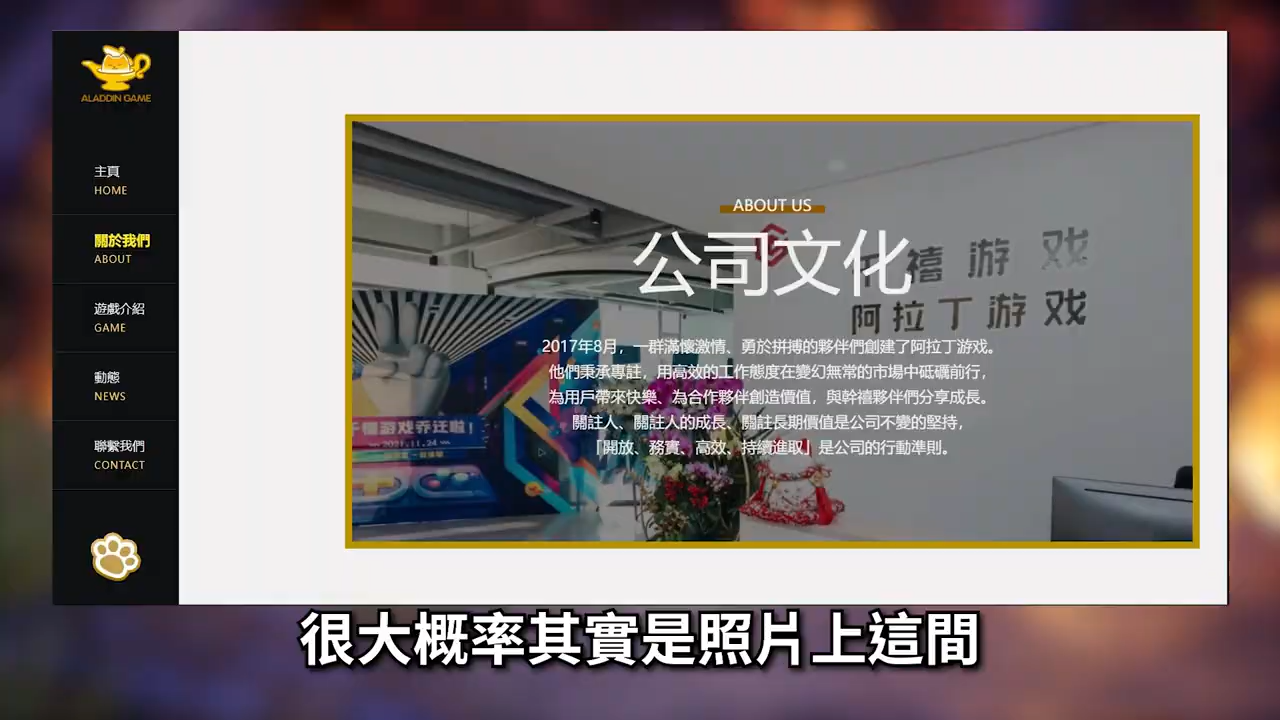 ALADDIN GAME
主頁
HOME
關於我們
ABOUT
遊戲介紹
GAME
動態
NEWS
聯繫我們
CONTACT
ABOUT US
公司文化
禧游戏
阿拉丁游戏
2017年8月，一群滿懷激情、勇於拼搏的夥伴們創建了阿拉丁游戏。
他們秉承專註，用高效的工作態度在變幻無常的市場中砥礪前行，
為用戶帶來快樂、為合作夥伴創造價值，與幹禧夥伴們分享成長。
關註人、關註人的成長、關註長期價值是公司不變的堅持，
「開放、務實、高效、持續進取」是公司的行動準則。
禧游戏乔迁啦！
2021.11.24
很大概率其實是照片上這間